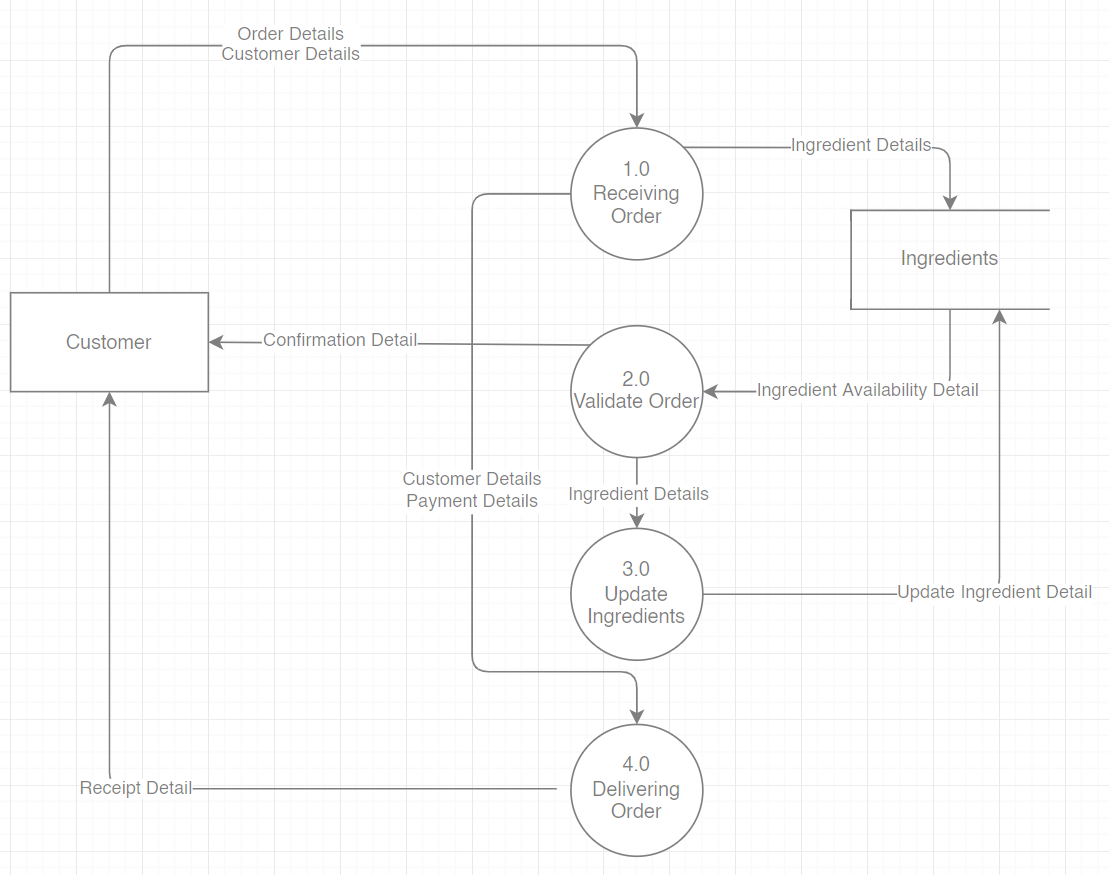 Order Details
Customer Details
Ingredient Details
1.0
Receiving
Order
Ingredients
Customer
Confirmation Detail
2.0
Validate Order
Ingredient Availability Detail
Customer Details
Payment Details
Ingredient Details
3.0
Update
Ingredients
Update Ingredient Detail
4.0
Delivering
Order
Receipt Detail